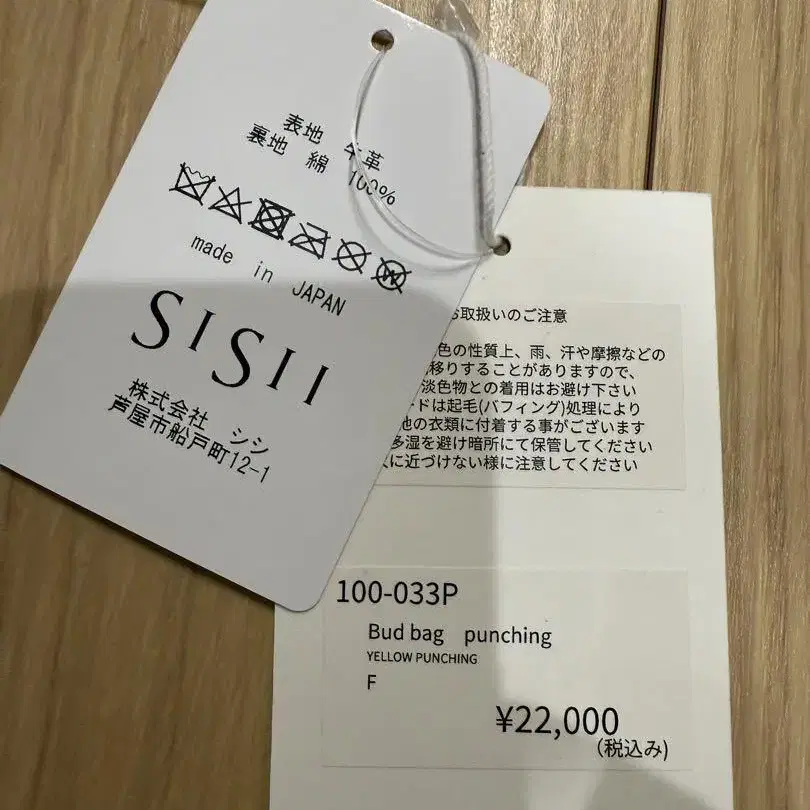 表地 牛革
裏地 綿 100%
made in JAPAN
SISII
株式会社 シシ
芦屋市船戸町12-1
取扱いのご注意
色の性質上、雨、汗や摩擦などの
移りすることがありますので、
淡色物との着用はお避け下さい
ドは起毛(バフィング)処理により
地の衣類に付着する事がございます
多湿を避け暗所にて保管してください
に近づけない様に注意してください
100-033P
Bud bag punching
YELLOW PUNCHING
F
¥22,000
(税込み)